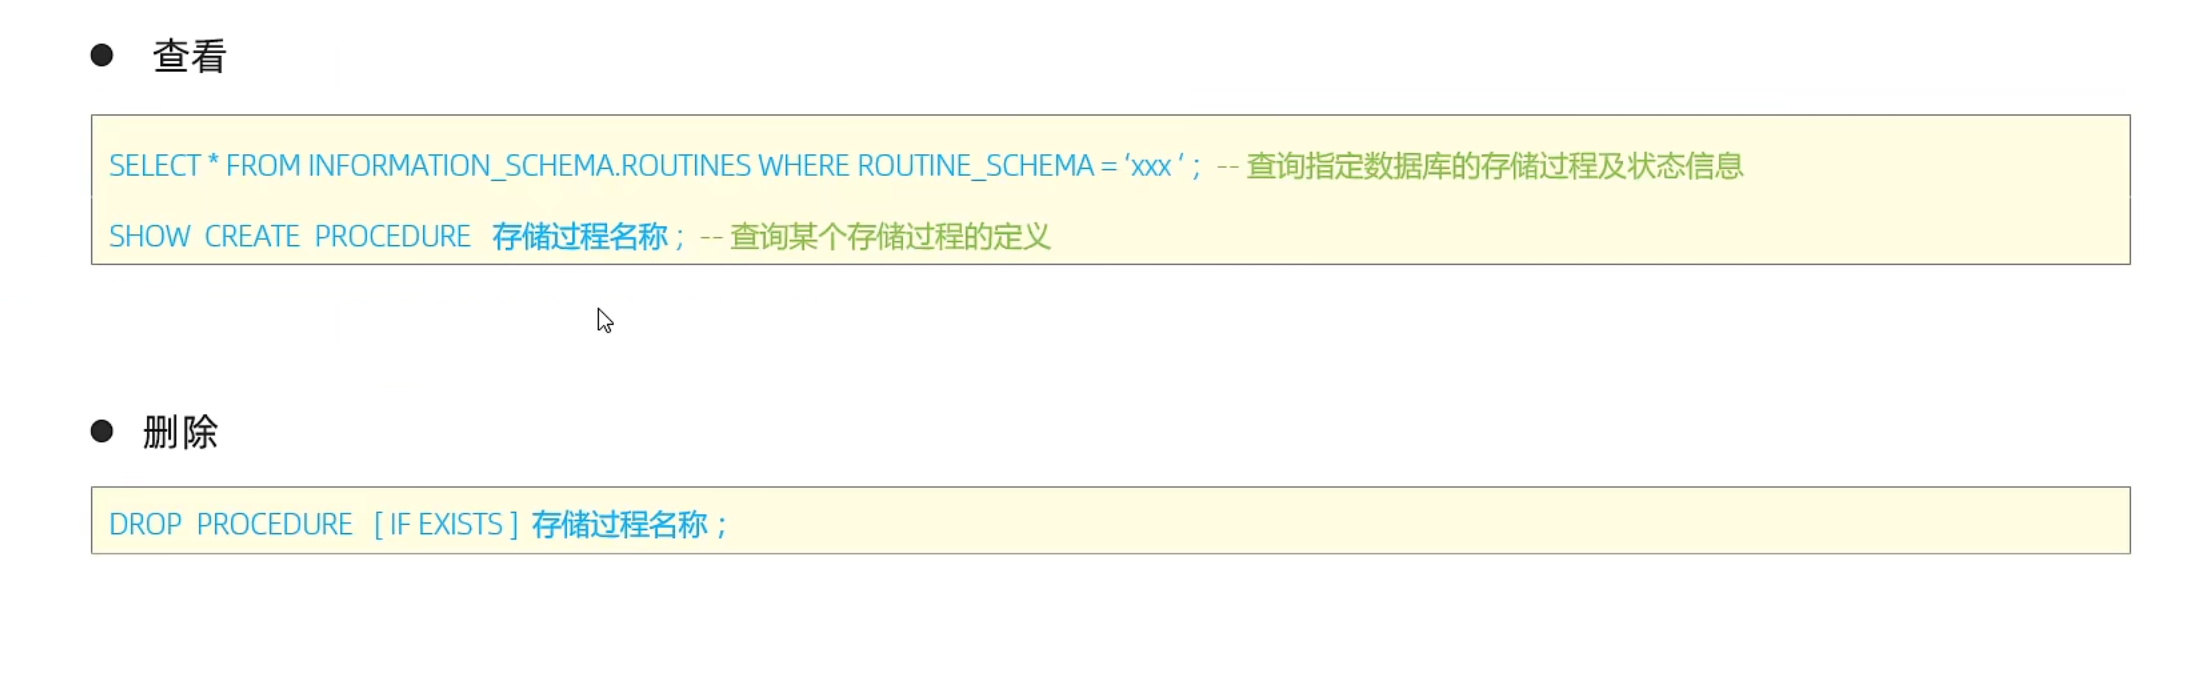 ● 查看
SELECT * FROM INFORMATION_SCHEMA.ROUTINES WHERE ROUTINE_SCHEMA = ‘xxx ‘ ; -- 查询指定数据库的存储过程及状态信息
SHOW CREATE PROCEDURE 存储过程名称 ; -- 查询某个存储过程的定义
● 删除
DROP PROCEDURE [ IF EXISTS ] 存储过程名称 ;